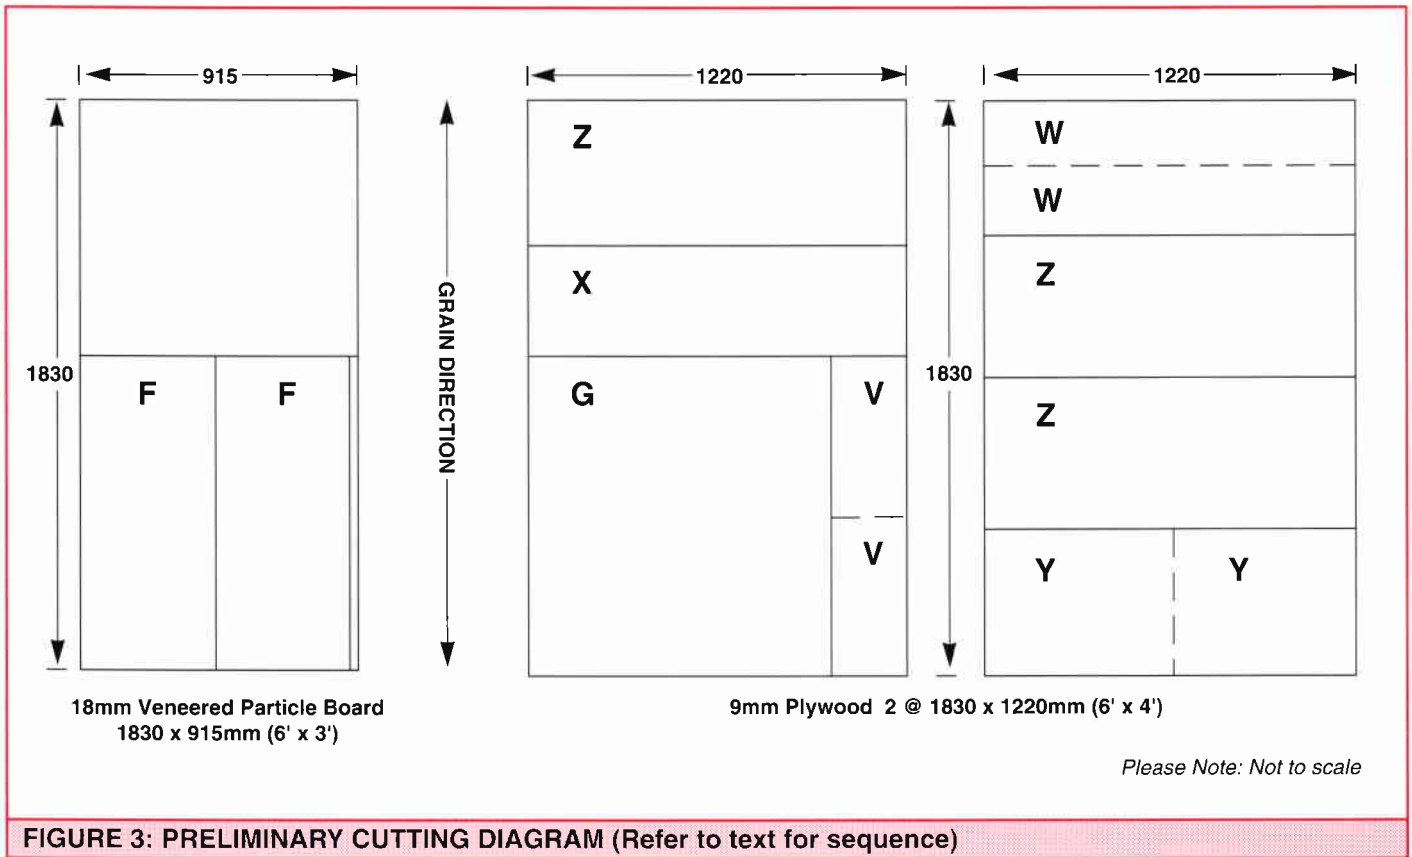 915
1220
1220
1830
F
F
GRAIN DIRECTION
Z
X
G
V
V
1830
W
W
Z
Z
Y
Y
18mm Veneered Particle Board
1830 x 915mm (6' x 3')
9mm Plywood 2 @ 1830 x 1220mm (6' x 4')
Please Note: Not to scale
FIGURE 3: PRELIMINARY CUTTING DIAGRAM (Refer to text for sequence)